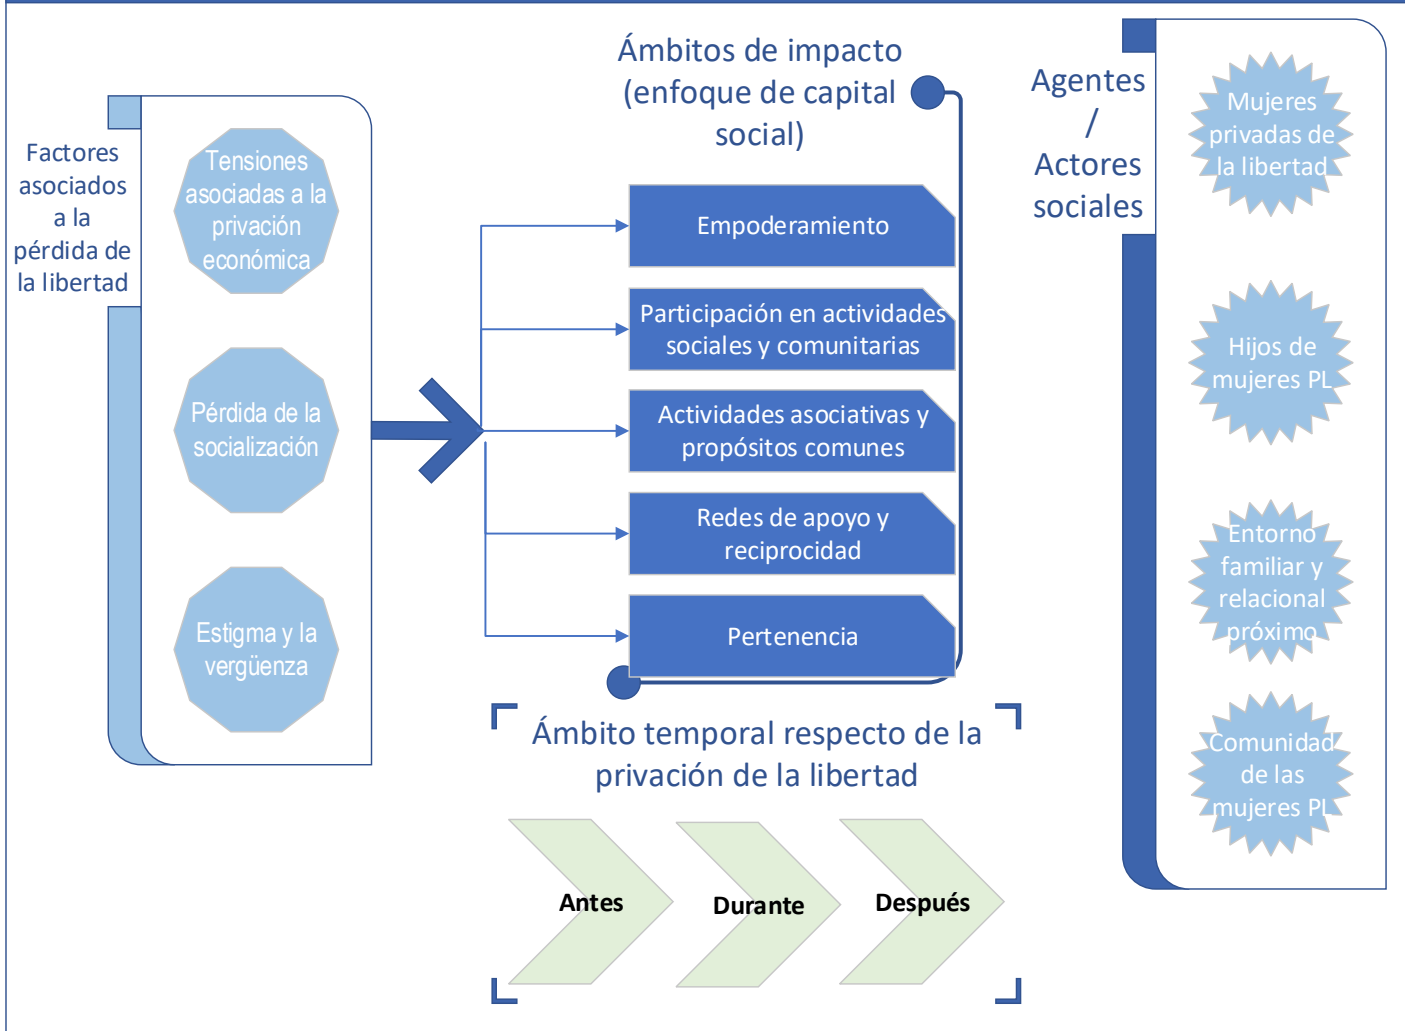 Factores
asociados
a la
pérdida de
la libertad
Tensiones
asociadas a la
privación
económica
Pérdida de la
socialización
Estigma y la
vergüenza
Ámbitos de impacto
(enfoque de capital
social)
Empoderamiento
Participación en actividades
sociales y comunitarias
Actividades asociativas y
propósitos comunes
Redes de apoyo y
reciprocidad
Pertenencia
Ámbito temporal respecto de la
privación de la libertad
Antes
Durante
Después
Agentes
/
Actores
sociales
Mujeres
privadas de
la libertad
Hijos de
mujeres PL
Entorno
familiar y
relacional
próximo
Comunidad
de las
mujeres PL